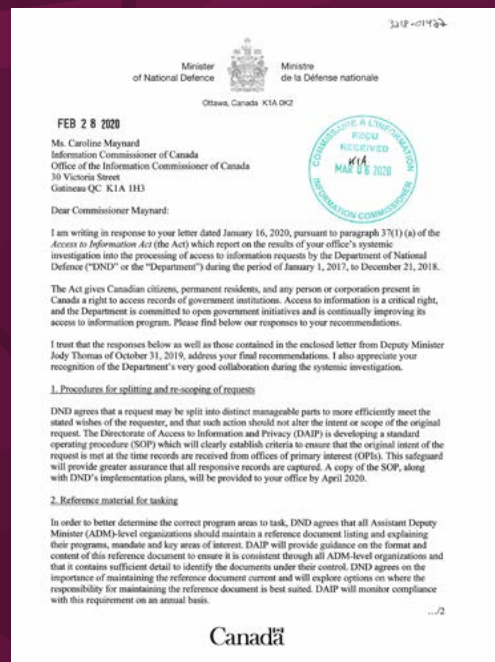 3218-01427
Minister
of National Defence
Ministre
de la Défense nationale
Ottawa, Canada K1A 0K2
FEB 28 2020
COMMISSARIAT À L'INFORMATION
REÇU
RECEIVED
MAR 06 2020
INFORMATION COMMISSIONER
Ms. Caroline Maynard
Information Commissioner of Canada
Office of the Information Commissioner of Canada
30 Victoria Street
Gatineau QC K1A 1H3
Dear Commissioner Maynard:
I am writing in response to your letter dated January 16, 2020, pursuant to paragraph 37(1) (a) of the
Access to Information Act (the Act) which report on the results of your office's systemic
investigation into the processing of access to information requests by the Department of National
Defence ("DND" or the "Department") during the period of January 1, 2017, to December 21, 2018.
The Act gives Canadian citizens, permanent residents, and any person or corporation present in
Canada a right to access records of government institutions. Access to information is a critical right,
and the Department is committed to open government initiatives and is continually improving its
access to information program. Please find below our responses to your recommendations.
I trust that the responses below as well as those contained in the enclosed letter from Deputy Minister
Jody Thomas of October 31, 2019, address your final recommendations. I also appreciate your
recognition of the Department's very good collaboration during the systemic investigation.
1. Procedures for splitting and re-scoping of requests
DND agrees that a request may be split into distinct manageable parts to more efficiently meet the
stated wishes of the requester, and that such action should not alter the intent or scope of the original
request. The Directorate of Access to Information and Privacy (DAIP) is developing a standard
operating procedure (SOP) which will clearly establish criteria to ensure that the original intent of the
request is met at the time records are received from offices of primary interest (OPIs). This safeguard
will provide greater assurance that all responsive records are captured. A copy of the SOP, along
with DND's implementation plans, will be provided to your office by April 2020.
2. Reference material for tasking
In order to better determine the correct program areas to task, DND agrees that all Assistant Deputy
Minister (ADM)-level organizations should maintain a reference document listing and explaining
their programs, mandate and key areas of interest. DAIP will provide guidance on the format and
content of this reference document to ensure it is consistent through all ADM-level organizations and
that it contains sufficient detail to identify the documents under their control. DND agrees on the
importance of maintaining the reference document current and will explore options on where the
responsibility for maintaining the reference document is best suited. DAIP will monitor compliance
with this requirement on an annual basis.
…/2
Canada